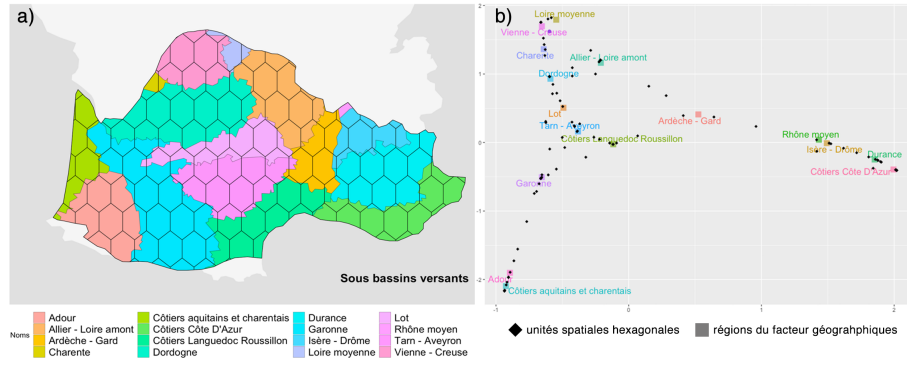 a)
Sous bassins versants
Noms
Adour
Allier - Loire amont
Ardèche - Gard
Charente
Côtiers aquitains et charentais
Côtiers Côte D'Azur
Côtiers Languedoc Roussillon
Dordogne
Durance
Garonne
Isère - Drôme
Loire moyenne
Lot
Rhône moyen
Tarn - Aveyron
Vienne - Creuse
b)
2
1
0
-1
-2
Loire moyenne
Vienne - Creuse
Charente
Allier - Loire amont
Dordogne
Lot
Ardèche - Gard
Tarn - Aveyron
Côtiers Languedoc Roussillon
Rhône moyen
Isère - Drôme
Durance
Côtiers Côte D'Azur
Garonne
Adour
Côtiers aquitains et charentais
-1
0
1
2
unités spatiales hexagonales
régions du facteur géograhphiques